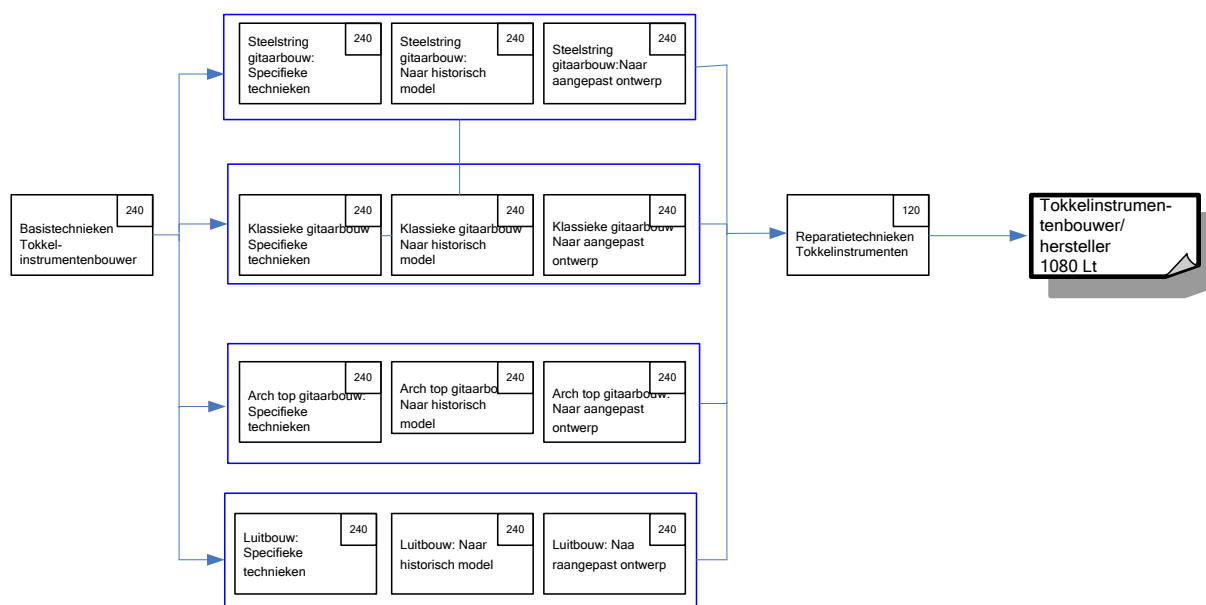 240
Steelstring
gitaarbouw:
Specifieke
technieken
240
Steelstring
gitaarbouw:
Naar historisch
model
240
Steelstring
gitaarbouw:Naar
aangepast ontwerp
240
Basistechnieken
Tokkel-
instrumentenbouwer
240
Klassieke gitaarbouw
Specifieke
technieken
240
Klassieke gitaarbouw
Naar historisch
model
240
Klassieke gitaarbouw
Naar aangepast
ontwerp
120
Reparatietechnieken
Tokkelinstrumenten
Tokkelinstrumen-
tenbouwer/
hersteller
1080 Lt
240
Arch top gitaarbouw:
Specifieke
technieken
240
Arch top gitaarbo
Naar historisch
model
240
Arch top gitaarbouw:
Naar aangepast
ontwerp
240
Luitbouw:
Specifieke
technieken
240
Luitbouw: Naar
historisch model
240
Luitbouw: Naa
raangepast ontwerp